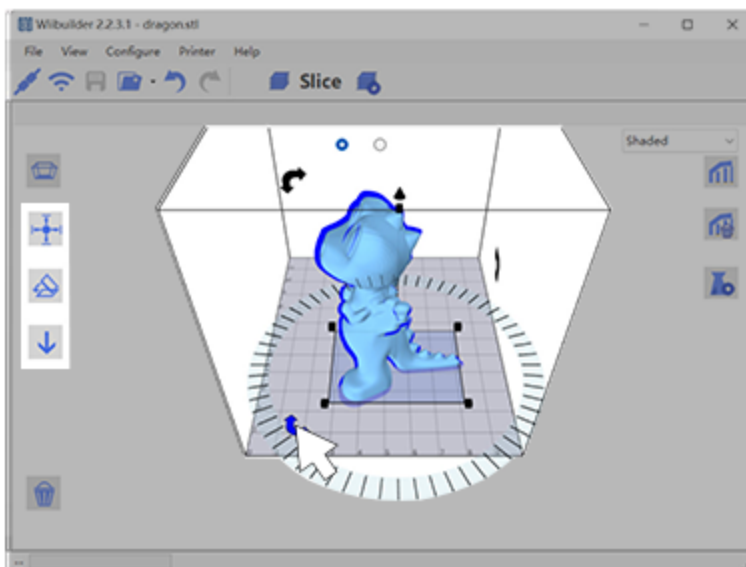 Wiibuilder 2.2.3.1 - dragon.stl
File View Configure Printer Help
Slice
Shaded